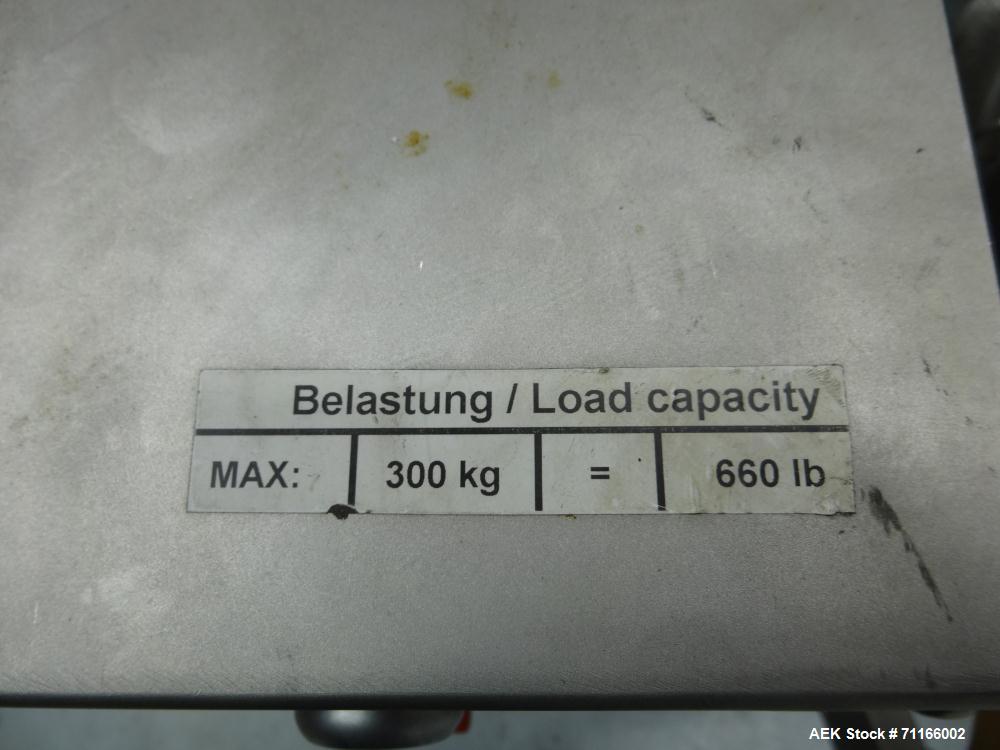 Belastung / Load capacity
MAX: 300 kg = 660 lb
AEK Stock # 71166002